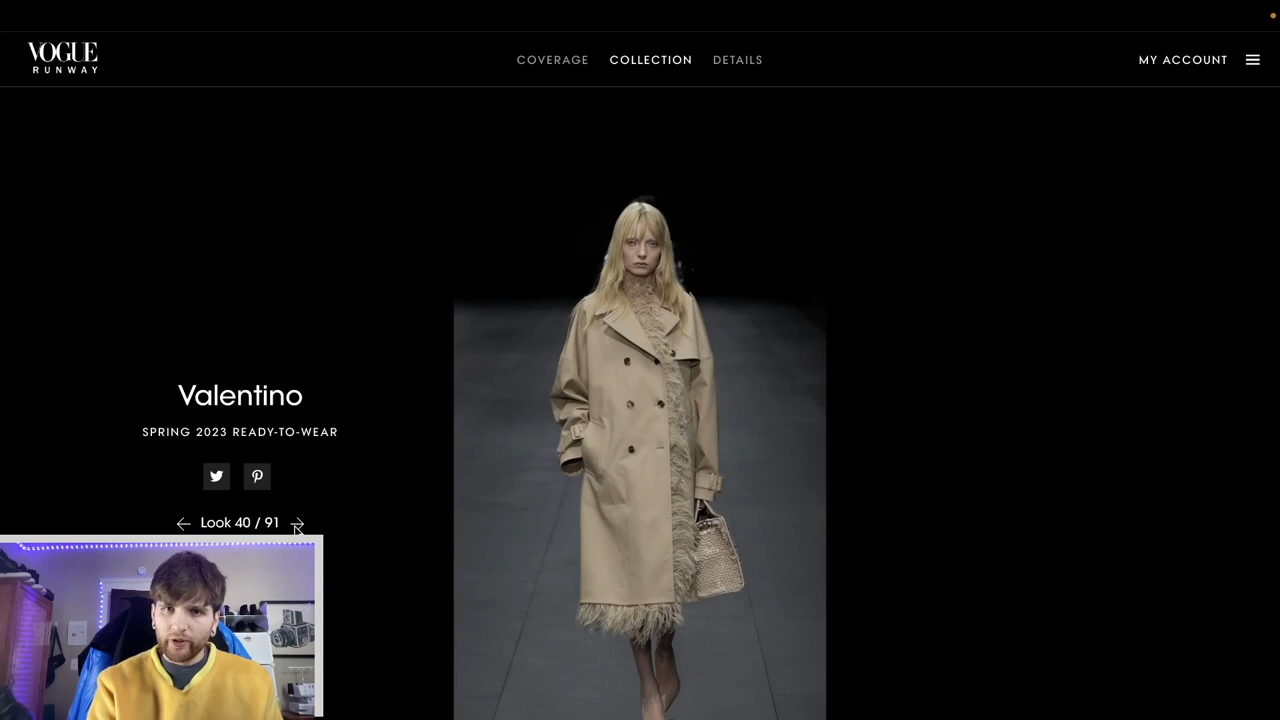 VOGUE
RUNWAY
COVERAGE COLLECTION DETAILS
MY ACCOUNT
Valentino
SPRING 2023 READY-TO-WEAR
Look 40 / 91